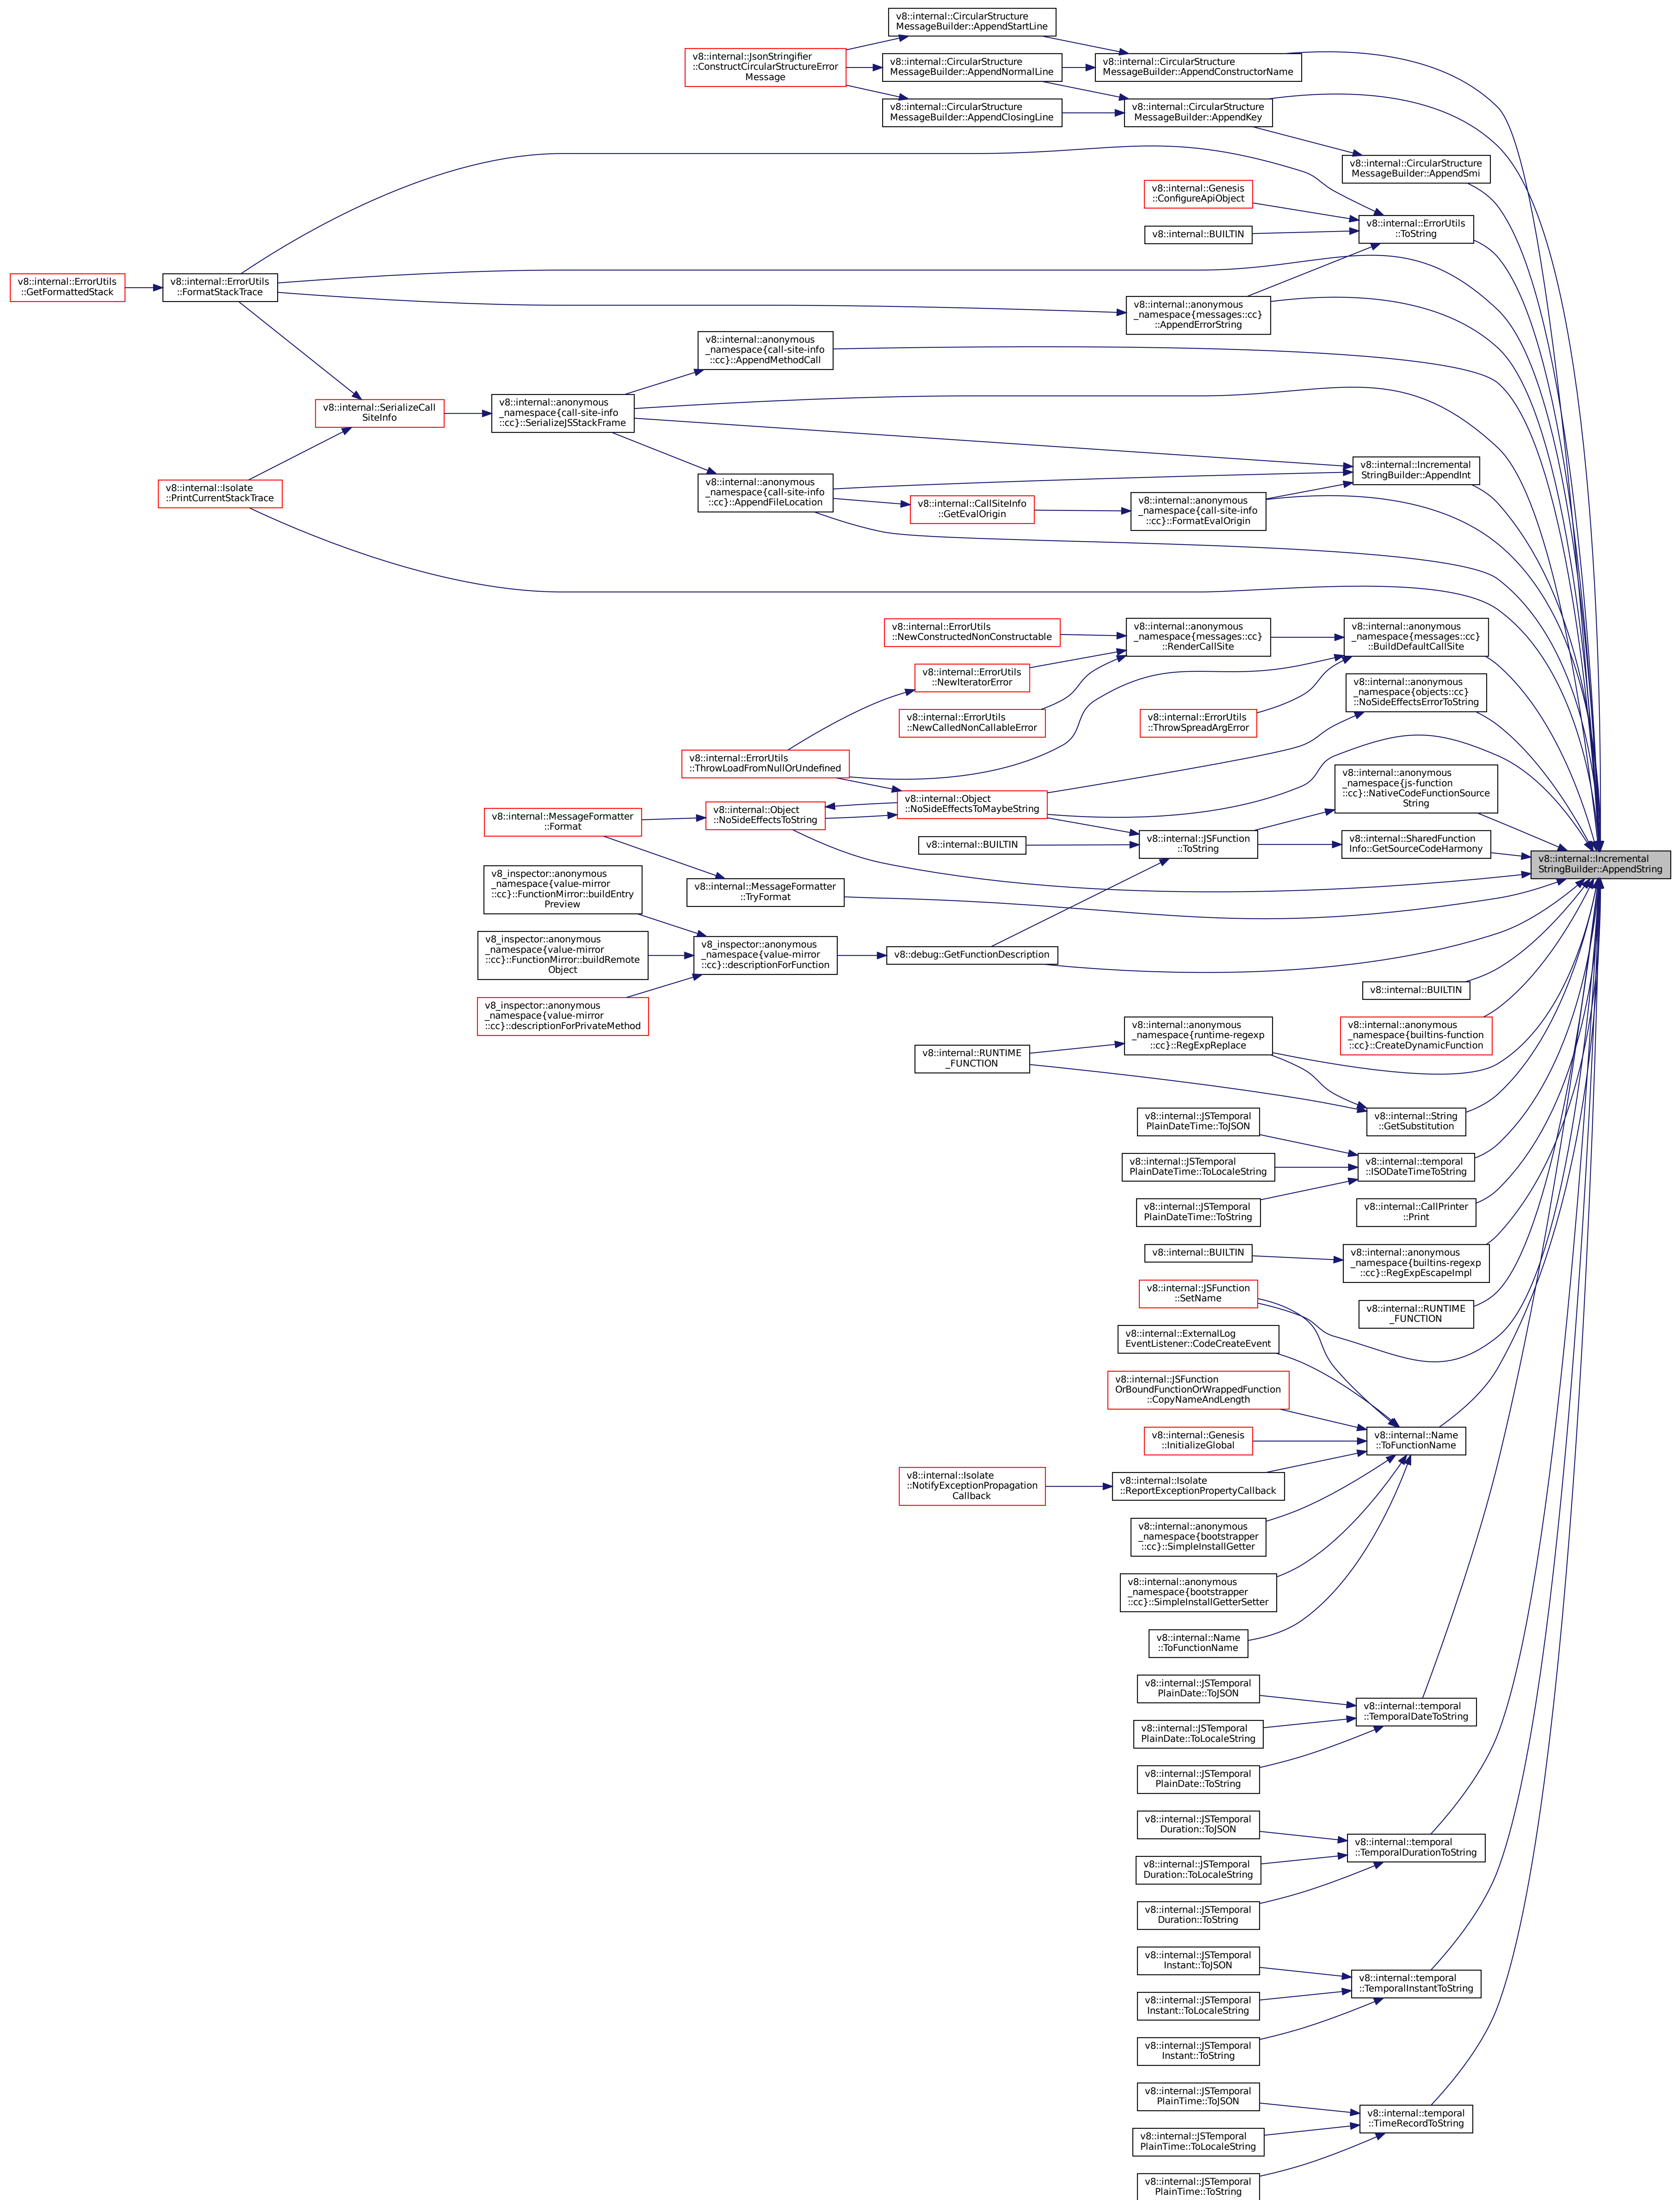 v8::internal::CircularStructure
MessageBuilder::AppendStartLine
v8::internal::JsonStringifier
::ConstructCircularStructureError
Message
v8::internal::CircularStructure
MessageBuilder::AppendNormalLine
v8::internal::CircularStructure
MessageBuilder::AppendConstructorName
v8::internal::CircularStructure
MessageBuilder::AppendClosingLine
v8::internal::CircularStructure
MessageBuilder::AppendKey
v8::internal::CircularStructure
MessageBuilder::AppendSmi
v8::internal::Genesis
::ConfigureApiObject
v8::internal::ErrorUtils
::ToString
v8::internal::BUILTIN
v8::internal::ErrorUtils
::GetFormattedStack
v8::internal::ErrorUtils
::FormatStackTrace
v8::internal::anonymous
_namespace{messages::cc}
::AppendErrorString
v8::internal::anonymous
_namespace{call-site-info
::cc}::AppendMethodCall
v8::internal::SerializeCall
SiteInfo
v8::internal::anonymous
_namespace{call-site-info
::cc}::SerializeJSStackFrame
v8::internal::Incremental
StringBuilder::AppendInt
v8::internal::Isolate
::PrintCurrentStackTrace
v8::internal::anonymous
_namespace{call-site-info
::cc}::AppendFileLocation
v8::internal::CallSiteInfo
::GetEvalOrigin
v8::internal::anonymous
_namespace{call-site-info
::cc}::FormatEvalOrigin
v8::internal::ErrorUtils
::NewConstructedNonConstructable
v8::internal::anonymous
_namespace{messages::cc}
::RenderCallSite
v8::internal::anonymous
_namespace{messages::cc}
::BuildDefaultCallSite
v8::internal::ErrorUtils
::NewIteratorError
v8::internal::anonymous
_namespace{objects::cc}
::NoSideEffectsErrorToString
v8::internal::ErrorUtils
::NewCalledNonCallableError
v8::internal::ErrorUtils
::ThrowSpreadArgError
v8::internal::ErrorUtils
::ThrowLoadFromNullOrUndefined
v8::internal::anonymous
_namespace{js-function
::cc}::NativeCodeFunctionSource
String
v8::internal::Object
::NoSideEffectsToMaybeString
v8::internal::MessageFormatter
::Format
v8::internal::Object
::NoSideEffectsToString
v8::internal::BUILTIN
v8::internal::JSFunction
::ToString
v8::internal::SharedFunction
Info::GetSourceCodeHarmony
v8::internal::Incremental
StringBuilder::AppendString
v8_inspector::anonymous
_namespace{value-mirror
::cc}::FunctionMirror::buildEntry
Preview
v8::internal::MessageFormatter
::TryFormat
v8_inspector::anonymous
_namespace{value-mirror
::cc}::FunctionMirror::buildRemote
Object
v8_inspector::anonymous
_namespace{value-mirror
::cc}::descriptionForFunction
v8::debug::GetFunctionDescription
v8_inspector::anonymous
_namespace{value-mirror
::cc}::descriptionForPrivateMethod
v8::internal::BUILTIN
v8::internal::anonymous
_namespace{builtins-function
::cc}::CreateDynamicFunction
v8::internal::RUNTIME
_FUNCTION
v8::internal::anonymous
_namespace{runtime-regexp
::cc}::RegExpReplace
v8::internal::String
::GetSubstitution
v8::internal::JSTemporal
PlainDateTime::ToJSON
v8::internal::JSTemporal
PlainDateTime::ToLocaleString
v8::internal::temporal
::ISODateTimeToString
v8::internal::JSTemporal
PlainDateTime::ToString
v8::internal::CallPrinter
::Print
v8::internal::BUILTIN
v8::internal::anonymous
_namespace{builtins-regexp
::cc}::RegExpEscapeImpl
v8::internal::JSFunction
::SetName
v8::internal::RUNTIME
_FUNCTION
v8::internal::ExternalLog
EventListener::CodeCreateEvent
v8::internal::JSFunction
OrBoundFunctionOrWrappedFunction
::CopyNameAndLength
v8::internal::Genesis
::InitializeGlobal
v8::internal::Name
::ToFunctionName
v8::internal::Isolate
::NotifyExceptionPropagation
Callback
v8::internal::Isolate
::ReportExceptionPropertyCallback
v8::internal::anonymous
_namespace{bootstrapper
::cc}::SimpleInstallGetter
v8::internal::anonymous
_namespace{bootstrapper
::cc}::SimpleInstallGetterSetter
v8::internal::Name
::ToFunctionName
v8::internal::JSTemporal
PlainDate::ToJSON
v8::internal::temporal
::TemporalDateToString
v8::internal::JSTemporal
PlainDate::ToLocaleString
v8::internal::JSTemporal
PlainDate::ToString
v8::internal::JSTemporal
Duration::ToJSON
v8::internal::temporal
::TemporalDurationToString
v8::internal::JSTemporal
Duration::ToLocaleString
v8::internal::JSTemporal
Duration::ToString
v8::internal::JSTemporal
Instant::ToJSON
v8::internal::temporal
::TemporalInstantToString
v8::internal::JSTemporal
Instant::ToLocaleString
v8::internal::JSTemporal
Instant::ToString
v8::internal::JSTemporal
PlainTime::ToJSON
v8::internal::temporal
::TimeRecordToString
v8::internal::JSTemporal
PlainTime::ToLocaleString
v8::internal::JSTemporal
PlainTime::ToString